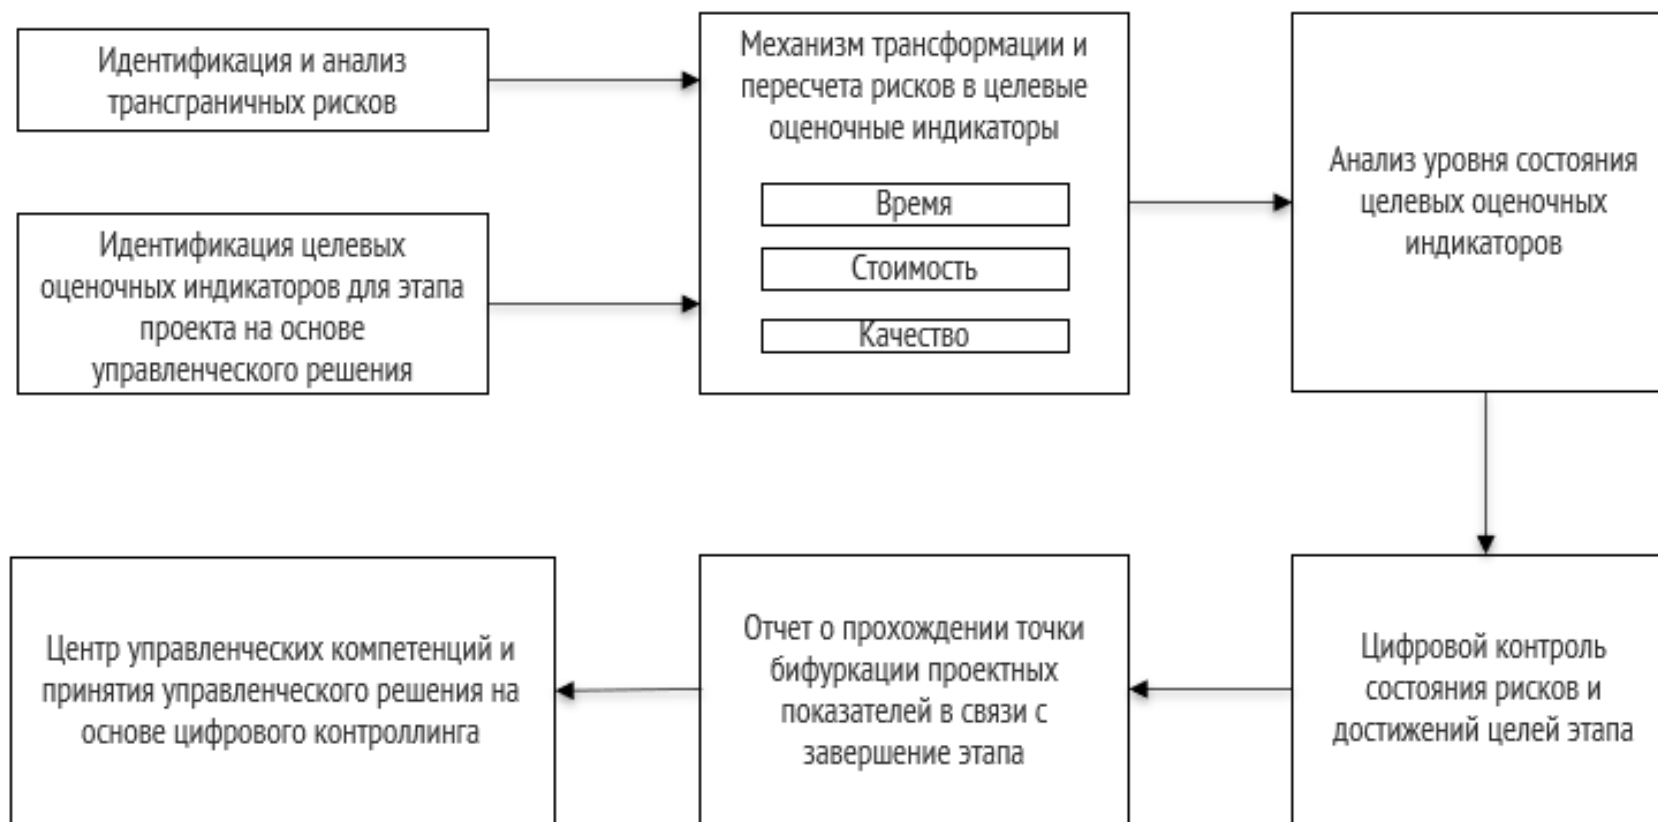 Идентификация и анализ
трансграничных рисков
Идентификация целевых
оценочных индикаторов для этапа
проекта на основе
управленческого решения
Механизм трансформации и
пересчета рисков в целевые
оценочные индикаторы
Время
Стоимость
Качество
Анализ уровня состояния
целевых оценочных
индикаторов
Цифровой контроль
состояния рисков и
достижений целей этапа
Отчет о прохождении точки
бифуркации проектных
показателей в связи с
завершение этапа
Центр управленческих компетенций и
принятия управленческого решения на
основе цифрового контроллинга